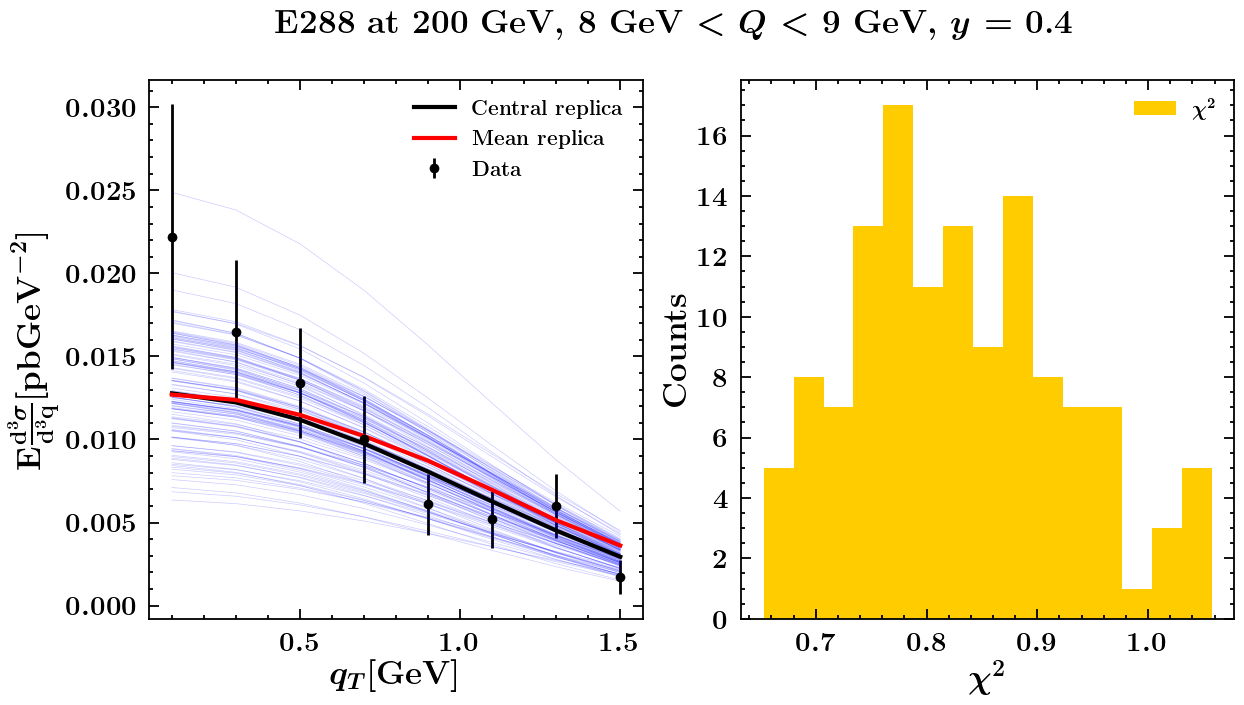 E288 at 200 GeV, 8 GeV < Q < 9 GeV, y = 0.4
0.030
0.025
0.020
0.015
0.010
0.005
0.000
E d³σ/d³q [pbGeV⁻²]
Central replica
Mean replica
Data
0.5 1.0 1.5
q_T[GeV]
16
14
12
10
8
6
4
2
0
Counts
χ²
0.7 0.8 0.9 1.0
χ²